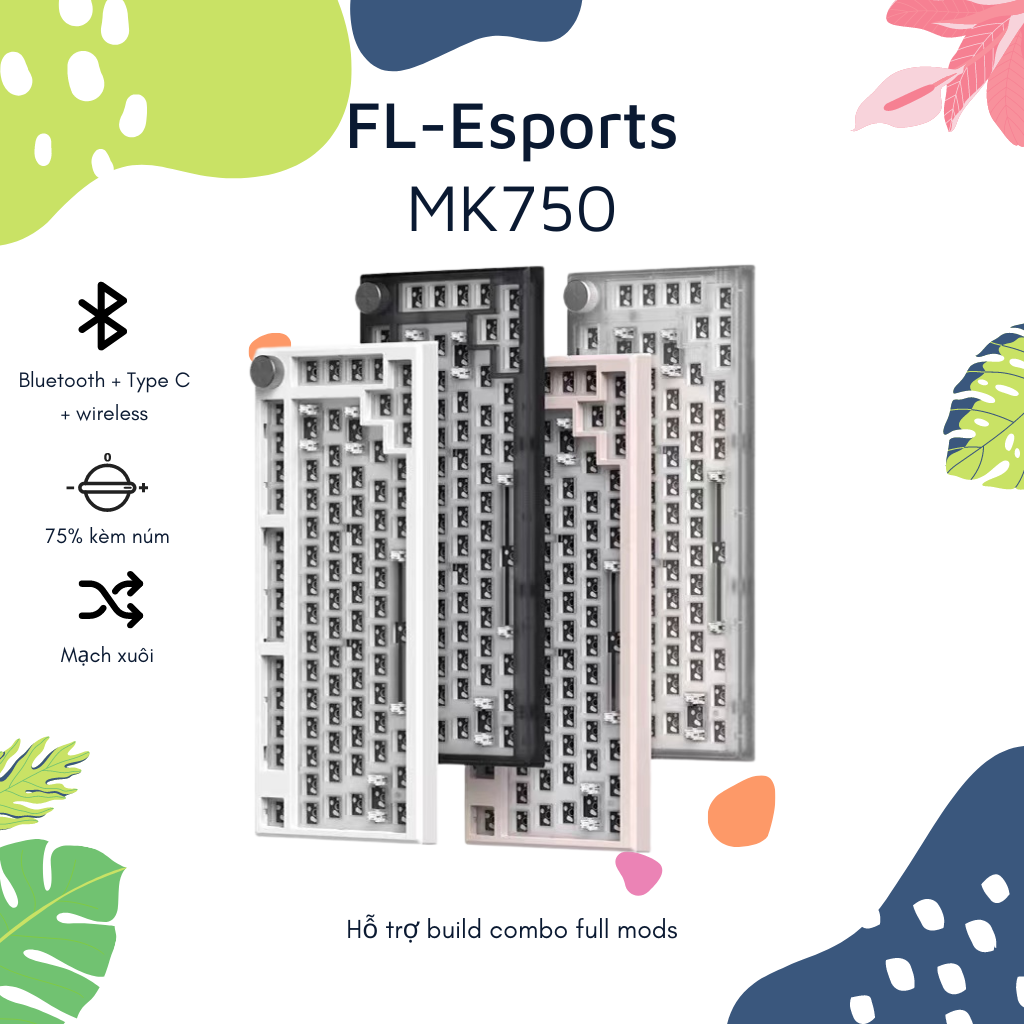 FL-Esports
MK750
Bluetooth + Type C
+ wireless
0
- +
75% kèm núm
Mạch xuôi
Hỗ trợ build combo full mods